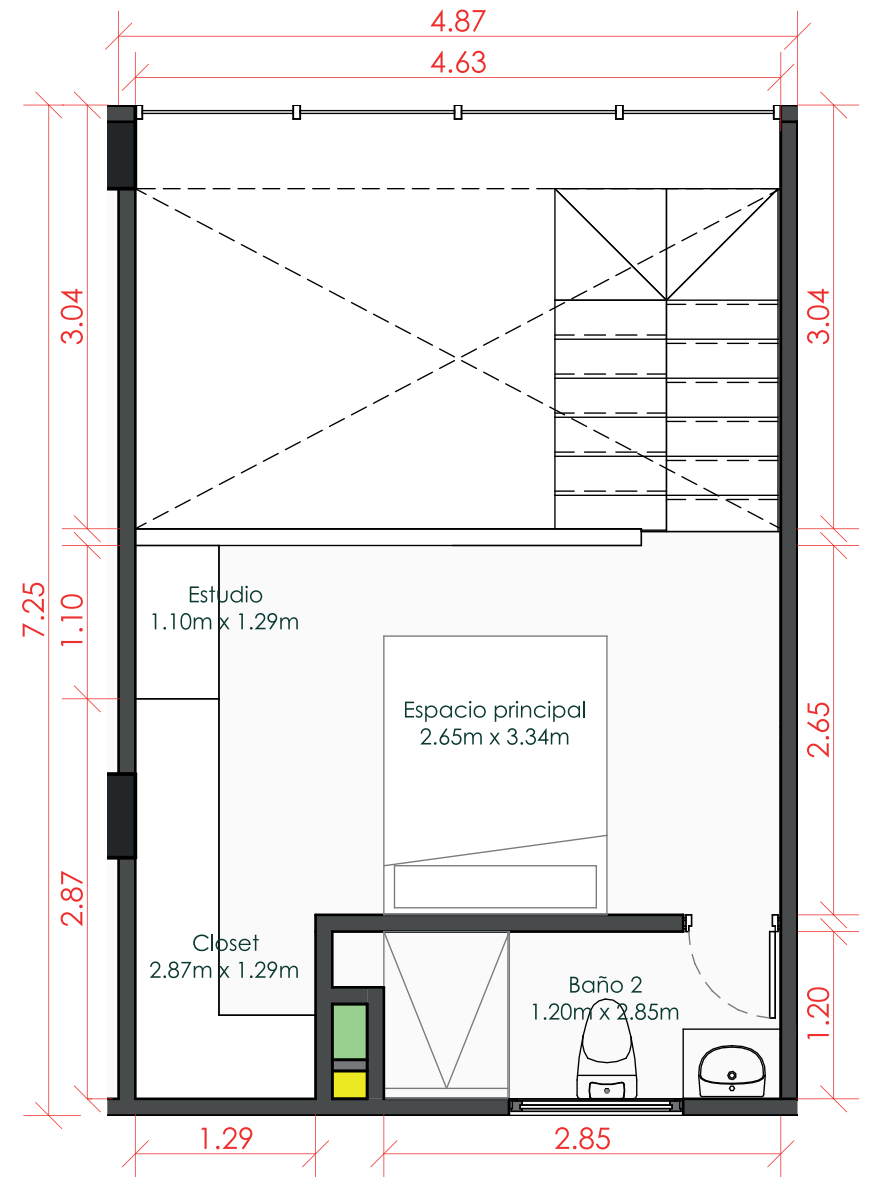 4.87
4.63
3.04
3.04
7.25
1.10
Estudio
1.10m x 1.29m
Espacio principal
2.65m x 3.34m
2.65
2.87
Closet
2.87m x 1.29m
Baño 2
1.20m x 2.85m
1.20
1.29
2.85